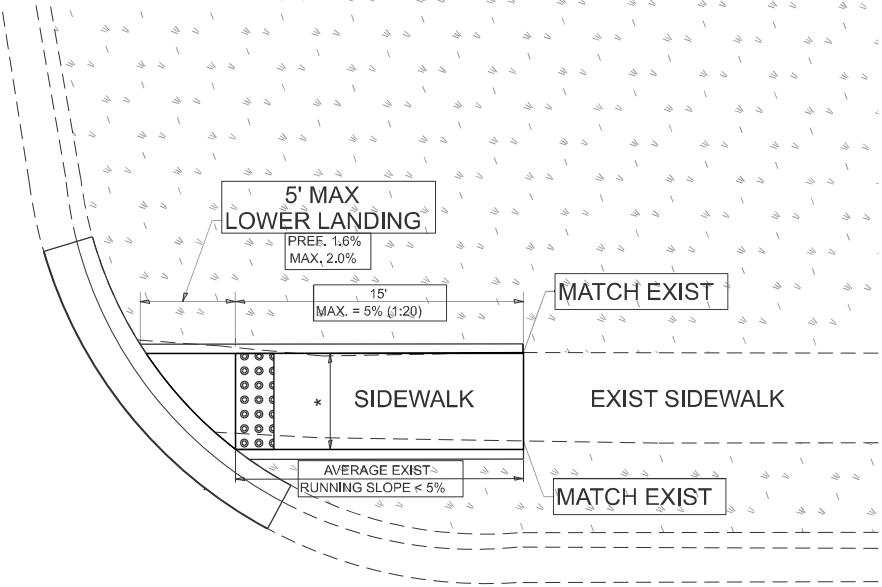 5' MAX
LOWER LANDING
PREF. 1.6%
MAX. 2.0%
15'
MAX. = 5% (1:20)
MATCH EXIST
*
SIDEWALK
EXIST SIDEWALK
AVERAGE EXIST
RUNNING SLOPE < 5%
MATCH EXIST